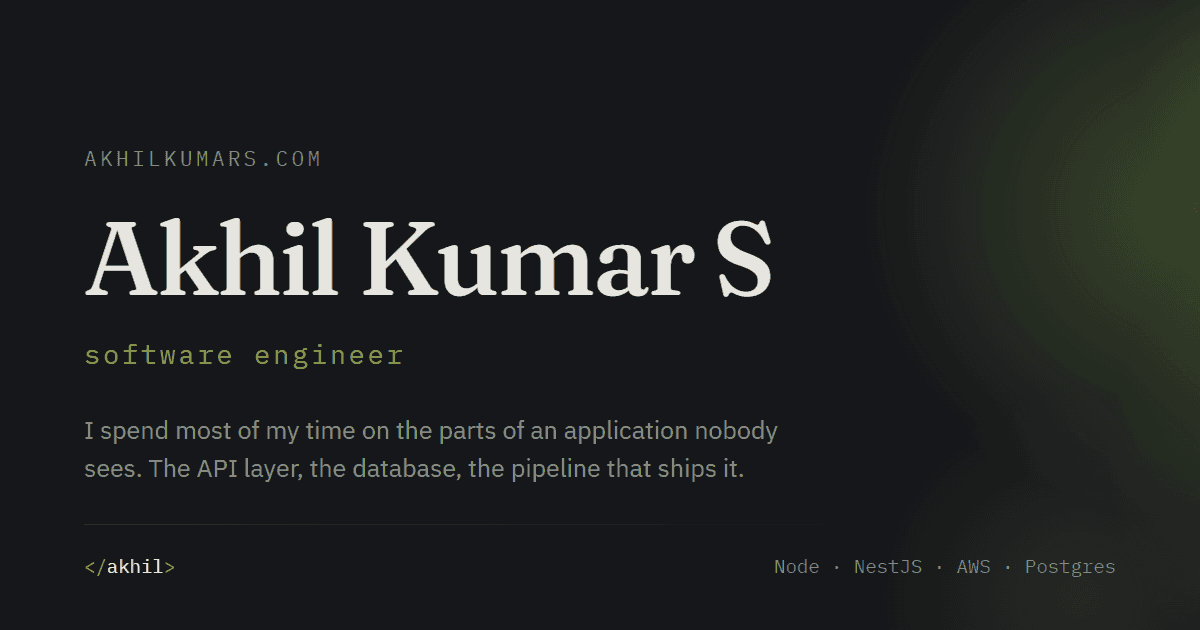 AKHILKUMARS.COM
Akhil Kumar S
software engineer
I spend most of my time on the parts of an application nobody
sees. The API layer, the database, the pipeline that ships it.
</akhil>
Node · NestJS · AWS · Postgres